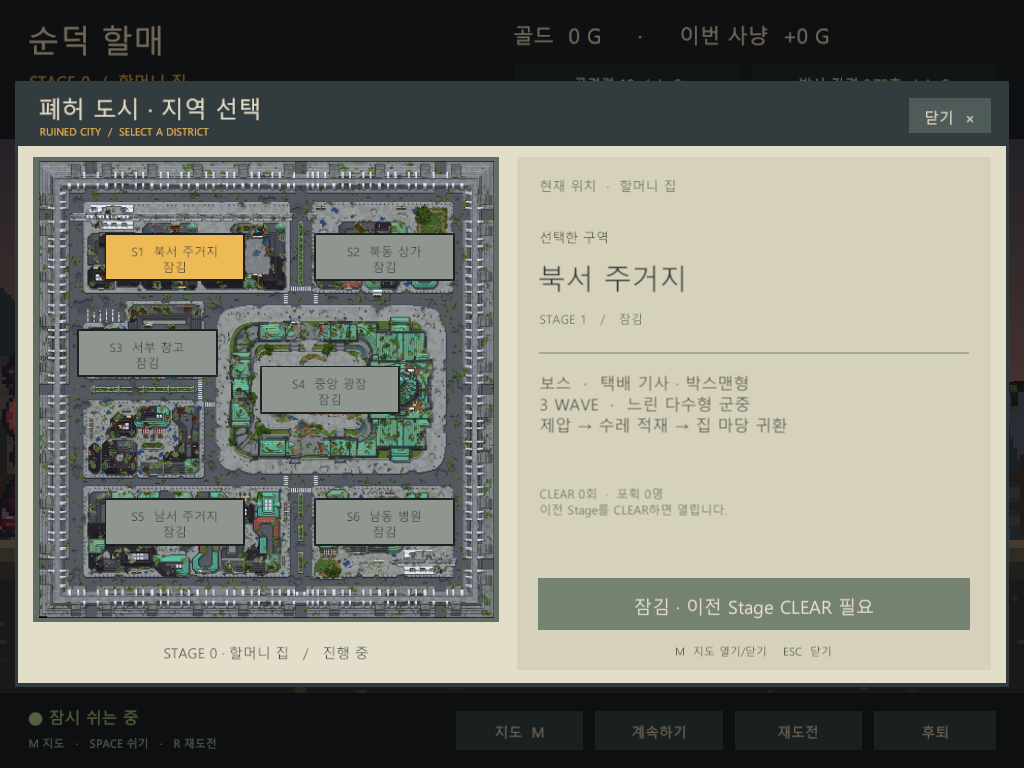 순덕 할매
골드 0 G · 이번 사냥 +0 G
STAGE 0 / 할머니 집
폐허 도시 · 지역 선택
RUINED CITY / SELECT A DISTRICT
닫기 ×
S1 북서 주거지
잠김
S2 북동 상가
잠김
S3 서부 창고
잠김
S4 중앙 광장
잠김
S5 남서 주거지
잠김
S6 남동 병원
잠김
STAGE 0 · 할머니 집 / 진행 중
현재 위치 · 할머니 집
선택한 구역
북서 주거지
STAGE 1 / 잠김
보스 · 택배 기사 · 박스맨형
3 WAVE · 느린 다수형 군중
제압 → 수레 적재 → 집 마당 귀환
CLEAR 0회 · 포획 0명
이전 Stage를 CLEAR하면 열립니다.
잠김 · 이전 Stage CLEAR 필요
M 지도 열기/닫기 ESC 닫기
잠시 쉬는 중
M 지도 · SPACE 쉬기 · R 재도전
지도 M
계속하기
재도전
후퇴